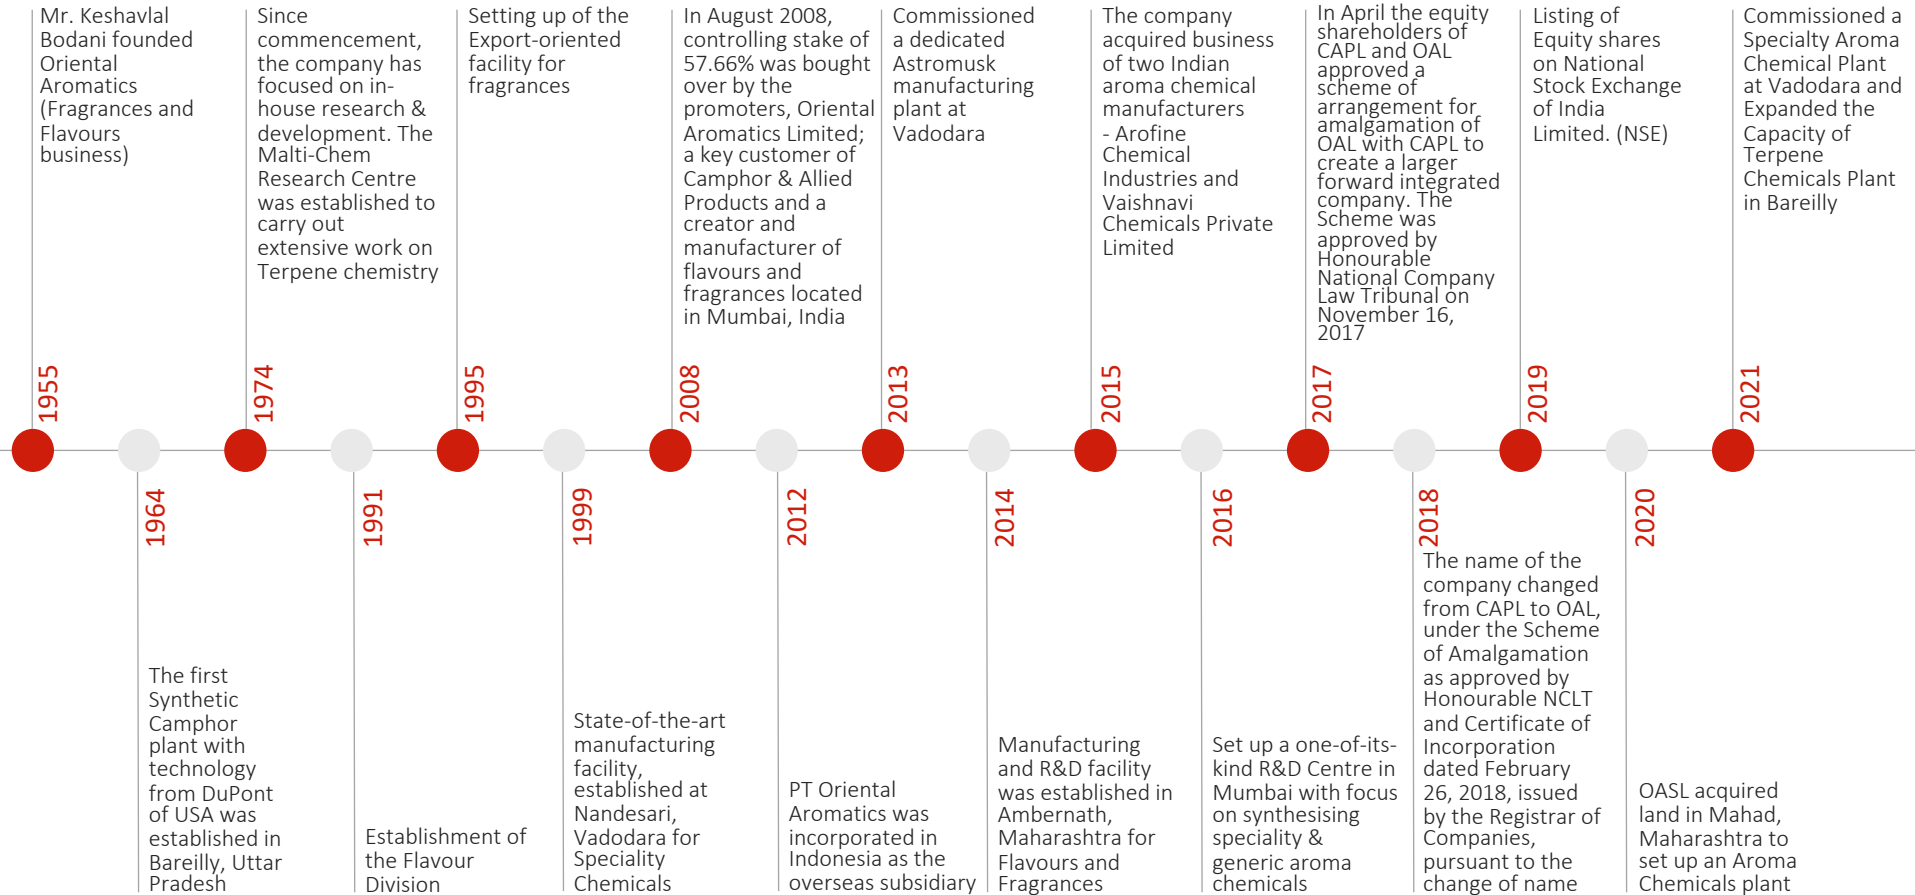 Mr. Keshavlal
Bodani founded
Oriental
Aromatics
(Fragrances and
Flavours
business)
1955
Since
commencement,
the company has
focused on in-
house research &
development. The
Malti-Chem
Research Centre
was established to
carry out
extensive work on
Terpene chemistry
1974
Setting up of the
Export-oriented
facility for
fragrances
1995
In August 2008,
controlling stake of
57.66% was bought
over by the
promoters, Oriental
Aromatics Limited;
a key customer of
Camphor & Allied
Products and a
creator and
manufacturer of
flavours and
fragrances located
in Mumbai, India
2008
Commissioned
a dedicated
Astromusk
manufacturing
plant at
Vadodara
2013
The company
acquired business
of two Indian
aroma chemical
manufacturers
- Arofine
Chemical
Industries and
Vaishnavi
Chemicals Private
Limited
2015
In April the equity
shareholders of
CAPL and OAL
approved a
scheme of
arrangement for
amalgamation of
OAL with CAPL to
create a larger
forward integrated
company. The
Scheme was
approved by
Honourable
National Company
Law Tribunal on
November 16,
2017
2017
Listing of
Equity shares
on National
Stock Exchange
of India
Limited. (NSE)
2019
Commissioned a
Specialty Aroma
Chemical Plant
at Vadodara and
Expanded the
Capacity of
Terpene
Chemicals Plant
in Bareilly
2021
1964
The first
Synthetic
Camphor
plant with
technology
from DuPont
of USA was
established in
Bareilly, Uttar
Pradesh
1991
Establishment of
the Flavour
Division
1999
State-of-the-art
manufacturing
facility,
established at
Nandesari,
Vadodara for
Speciality
Chemicals
2012
PT Oriental
Aromatics was
incorporated in
Indonesia as the
overseas subsidiary
2014
Manufacturing
and R&D facility
was established in
Ambernath,
Maharashtra for
Flavours and
Fragrances
2016
Set up a one-of-its-
kind R&D Centre in
Mumbai with focus
on synthesising
speciality &
generic aroma
chemicals
2018
The name of the
company changed
from CAPL to OAL,
under the Scheme
of Amalgamation
as approved by
Honourable NCLT
and Certificate of
Incorporation
dated February
26, 2018, issued
by the Registrar of
Companies,
pursuant to the
change of name
2020
OASL acquired
land in Mahad,
Maharashtra to
set up an Aroma
Chemicals plant